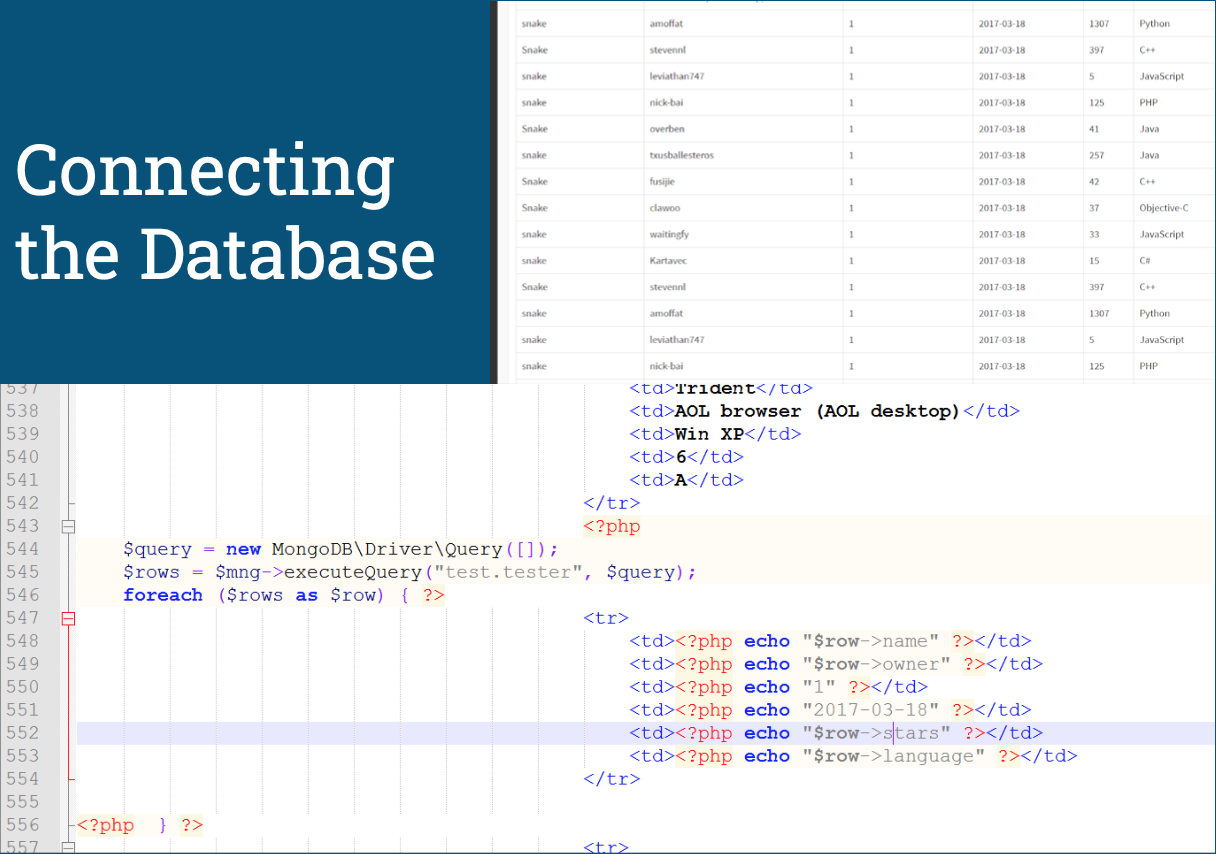 Connecting
the Database
snake amoffat 1 2017-03-18 1307 Python
Snake stevennl 1 2017-03-18 397 C++
snake leviathan747 1 2017-03-18 5 JavaScript
snake nick-bai 1 2017-03-18 125 PHP
Snake overben 1 2017-03-18 41 Java
snake txusballesteros 1 2017-03-18 257 Java
Snake fusijie 1 2017-03-18 42 C++
Snake clawoo 1 2017-03-18 37 Objective-C
snake waitingfy 1 2017-03-18 33 JavaScript
snake Kartavec 1 2017-03-18 15 C#
Snake stevennl 1 2017-03-18 397 C++
snake amoffat 1 2017-03-18 1307 Python
snake leviathan747 1 2017-03-18 5 JavaScript
snake nick-bai 1 2017-03-18 125 PHP
537 <td>Trident</td>
538 <td>AOL browser (AOL desktop)</td>
539 <td>Win XP</td>
540 <td>6</td>
541 <td>A</td>
542 </tr>
543 <?php
544 $query = new MongoDB\Driver\Query([]);
545 $rows = $mng->executeQuery("test.tester", $query);
546 foreach ($rows as $row) { ?>
547 <tr>
548 <td><?php echo "$row->name" ?></td>
549 <td><?php echo "$row->owner" ?></td>
550 <td><?php echo "1" ?></td>
551 <td><?php echo "2017-03-18" ?></td>
552 <td><?php echo "$row->stars" ?></td>
553 <td><?php echo "$row->language" ?></td>
554 </tr>
555
556 <?php } ?>
557 <tr>